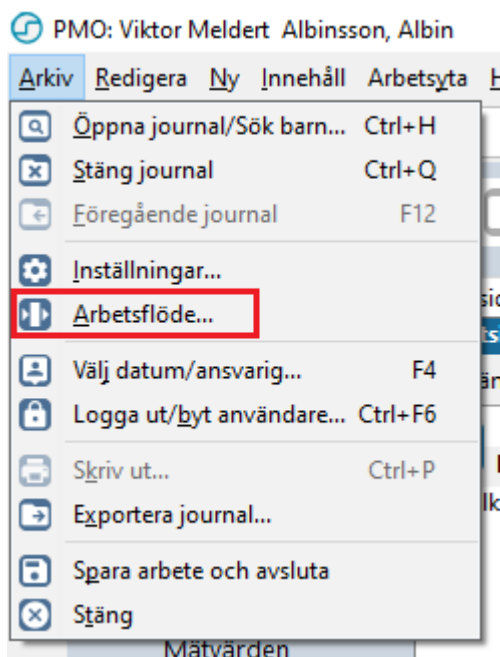 PMO: Viktor Meldert Albinsson, Albin
Arkiv Redigera Ny Innehåll Arbetsyta
Öppna journal/Sök barn... Ctrl+H
Stäng journal Ctrl+Q
Föregående journal F12
Inställningar...
Arbetsflöde...
Välj datum/ansvarig... F4
Logga ut/byt användare... Ctrl+F6
Skriv ut... Ctrl+P
Exportera journal...
Spara arbete och avsluta
Stäng
Mätvärden